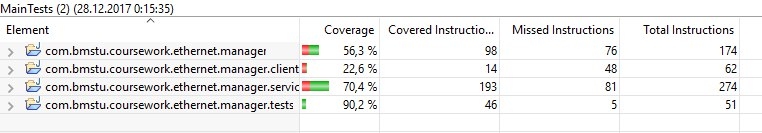 MainTests (2) (28.12.2017 0:15:35)
Element Coverage Covered Instructio... Missed Instructions Total Instructions
com.bmstu.coursework.ethernet.manager 56,3 % 98 76 174
com.bmstu.coursework.ethernet.manager.client 22,6 % 14 48 62
com.bmstu.coursework.ethernet.manager.servic 70,4 % 193 81 274
com.bmstu.coursework.ethernet.manager.tests 90,2 % 46 5 51